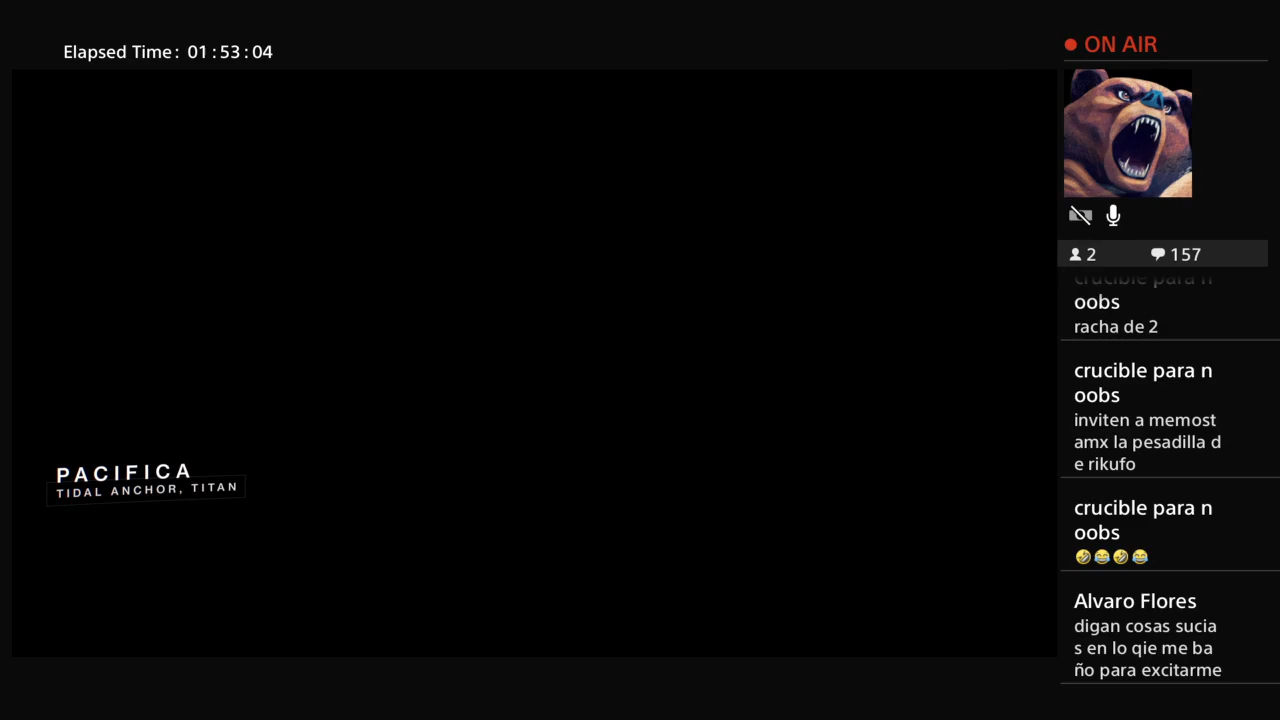 Elapsed Time: 01:53:04
ON AIR
2 157
crucible para n
oobs
racha de 2
crucible para n
oobs
inviten a memost
amx la pesadilla d
e rikufo
crucible para n
oobs
🤣😂🤣😂
Alvaro Flores
digan cosas sucia
s en lo qie me ba
ño para excitarme
PACIFICA
TIDAL ANCHOR, TITAN